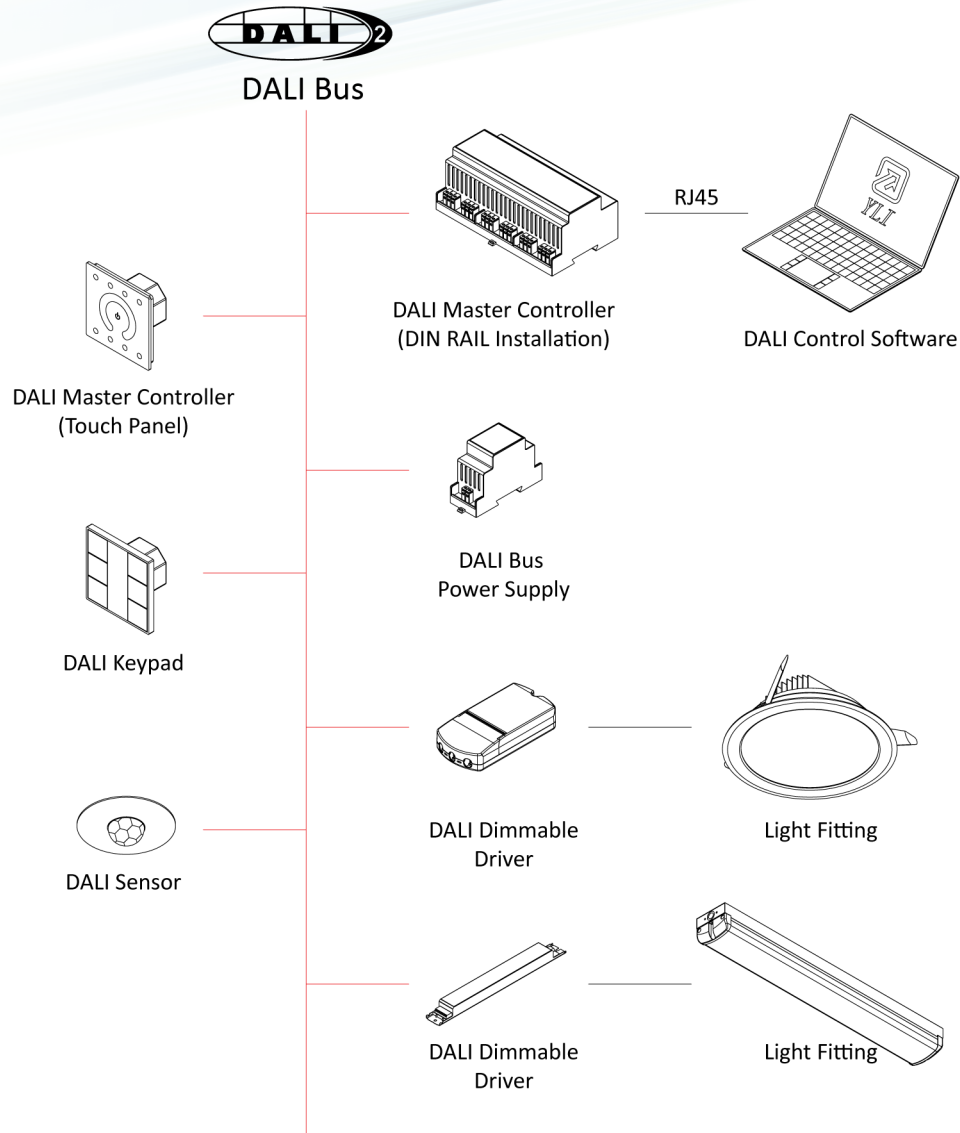 DALI 2
DALI Bus
RJ45
YLI
DALI Master Controller
(DIN RAIL Installation)
DALI Control Software
DALI Master Controller
(Touch Panel)
DALI Bus
Power Supply
DALI Keypad
DALI Dimmable
Driver
Light Fitting
DALI Sensor
DALI Dimmable
Driver
Light Fitting